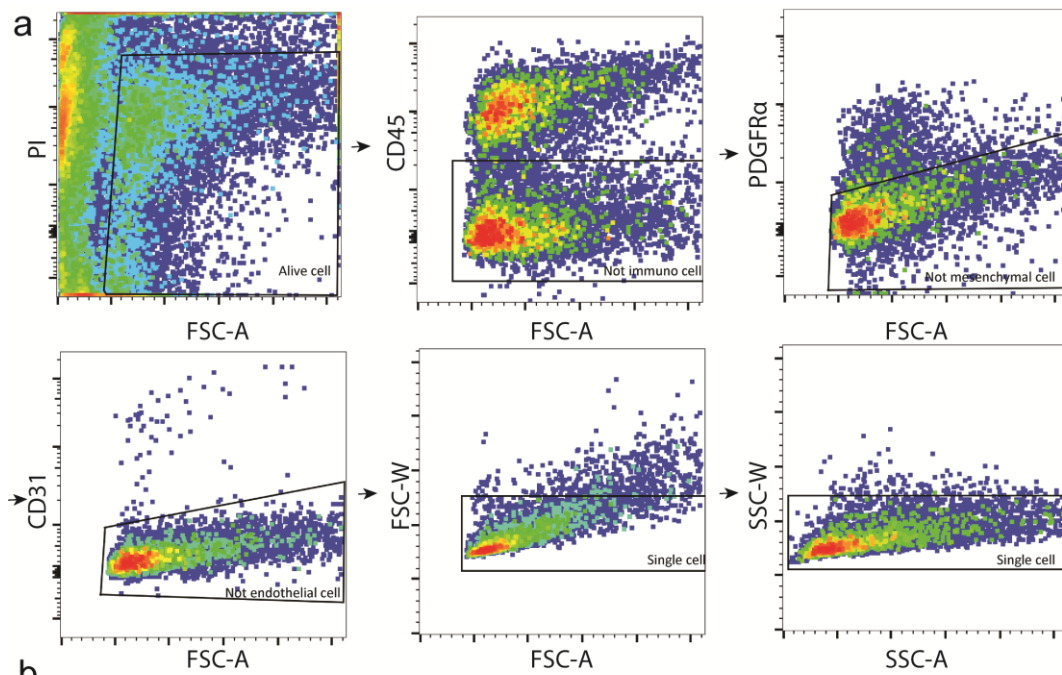 a
PI
Alive cell
FSC-A
CD45
Not immuno cell
FSC-A
PDGFRα
Not mesenchymal cell
FSC-A
CD31
Not endothelial cell
FSC-A
FSC-W
Single cell
FSC-A
SSC-W
Single cell
SSC-A
b